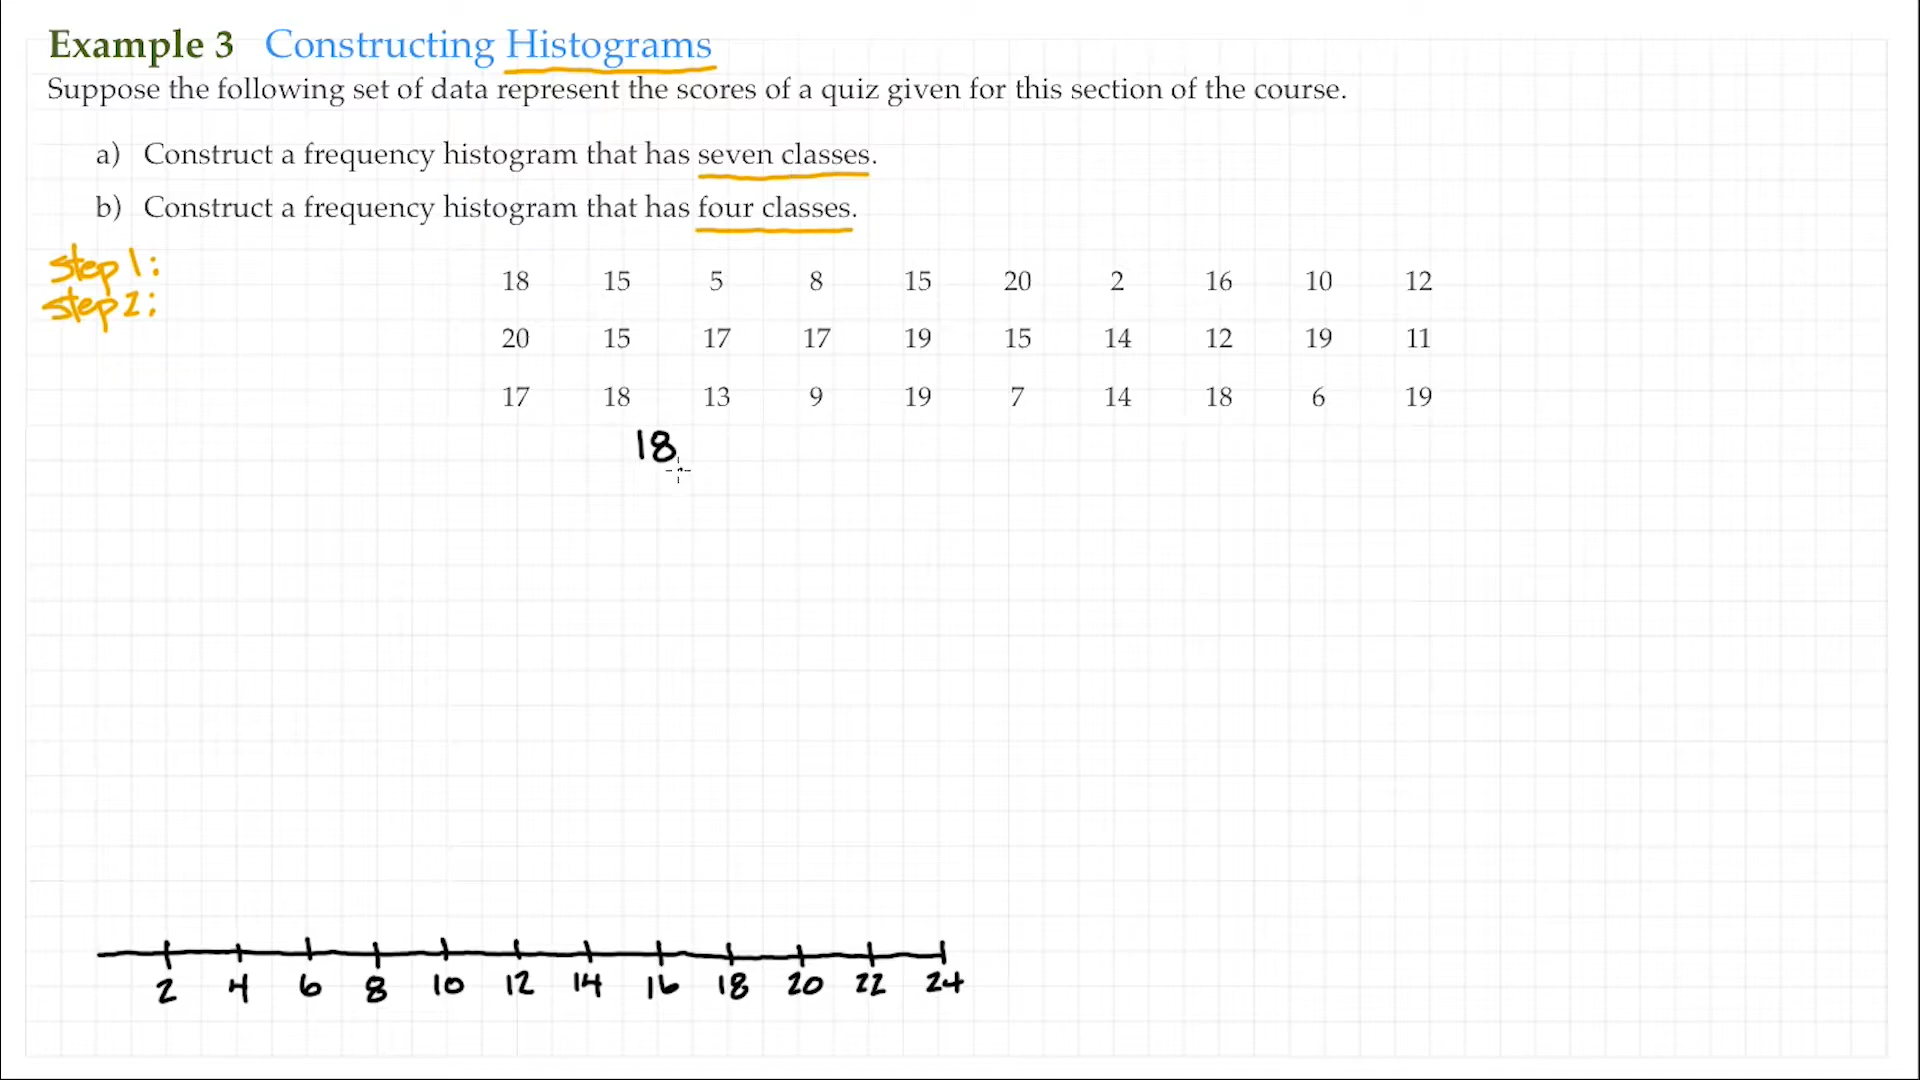 Example 3 Constructing Histograms
Suppose the following set of data represent the scores of a quiz given for this section of the course.
a) Construct a frequency histogram that has seven classes.
b) Construct a frequency histogram that has four classes.
Step 1:
Step 2:
18 15 5 8 15 20 2 16 10 12
20 15 17 17 19 15 14 12 19 11
17 18 13 9 19 7 14 18 6 19
18
2 4 6 8 10 12 14 16 18 20 22 24